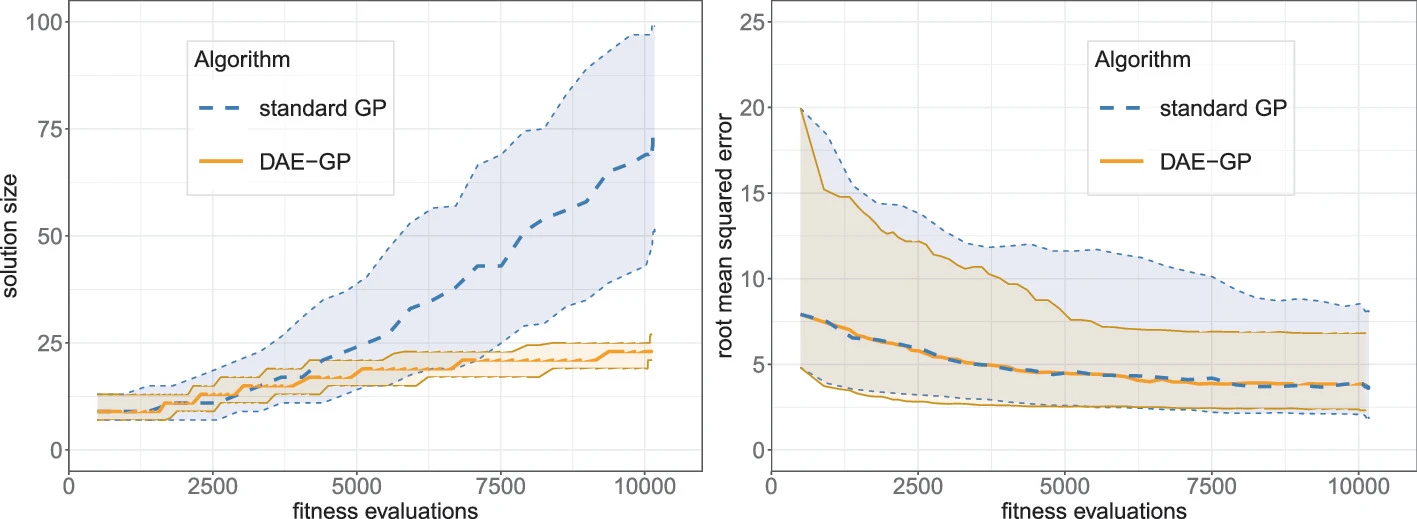 100
75
50
25
0
solution size
Algorithm
standard GP
DAE−GP
0
2500
5000
7500
10000
fitness evaluations
25
20
15
10
5
0
root mean squared error
Algorithm
standard GP
DAE−GP
0
2500
5000
7500
10000
fitness evaluations